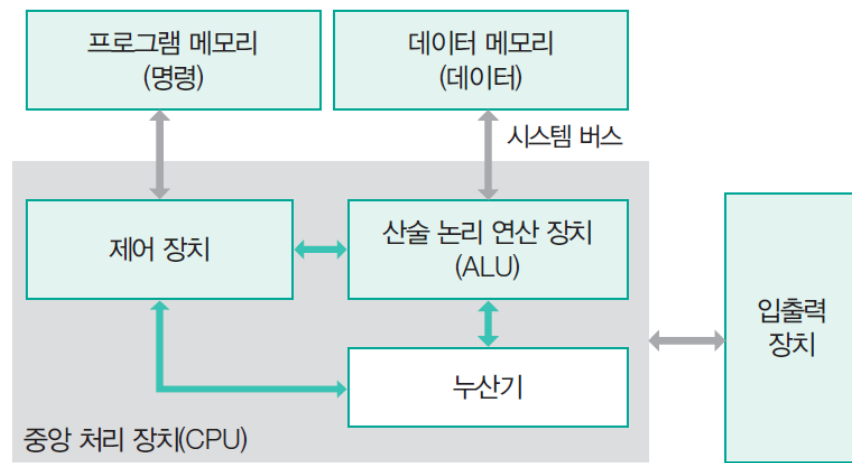 프로그램 메모리
(명령)
데이터 메모리
(데이터)
시스템 버스
제어 장치
산술 논리 연산 장치
(ALU)
입출력
장치
누산기
중앙 처리 장치(CPU)